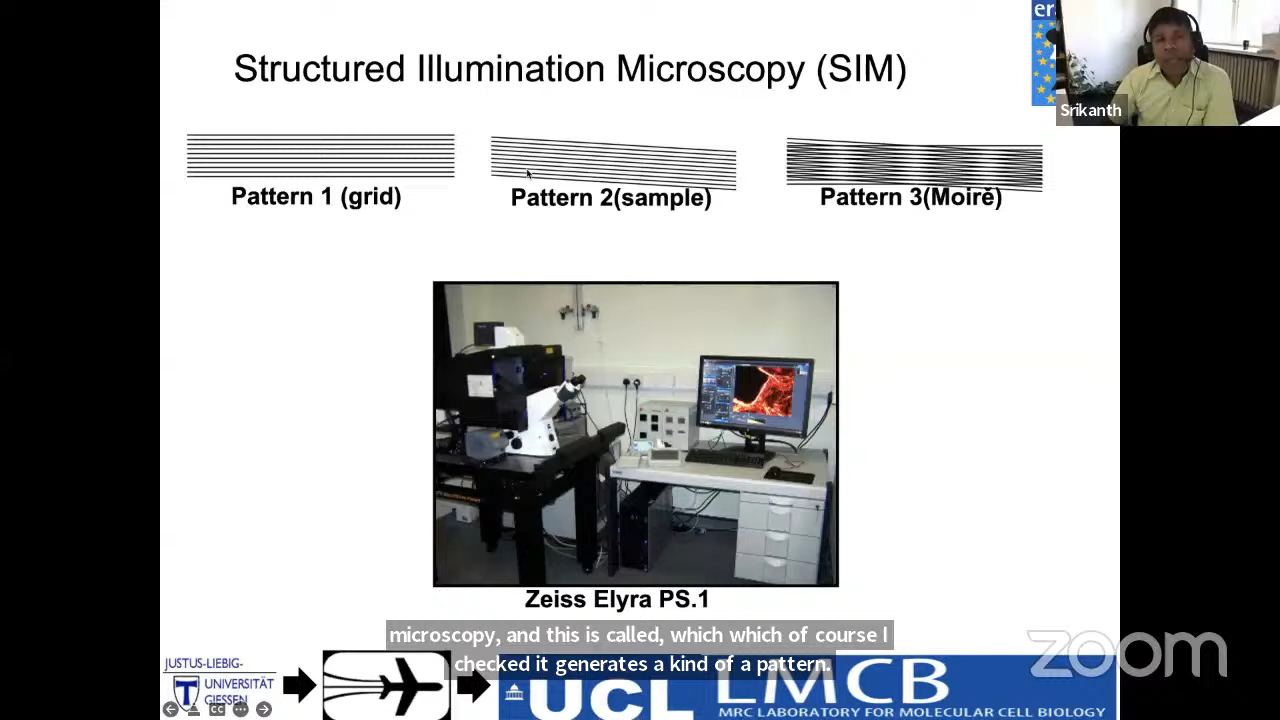 er
Structured Illumination Microscopy (SIM)
Srikanth
Pattern 1 (grid)
Pattern 2(sample)
Pattern 3(Moirě)
Zeiss Elyra PS.1
microscopy, and this is called, which which of course I
checked it generates a kind of a pattern.
zoom
JUSTUS-LIEBIG-
UNIVERSITÄT
GIESSEN
UCL
LMCB
MRC LABORATORY FOR MOLECULAR CELL BIOLOGY